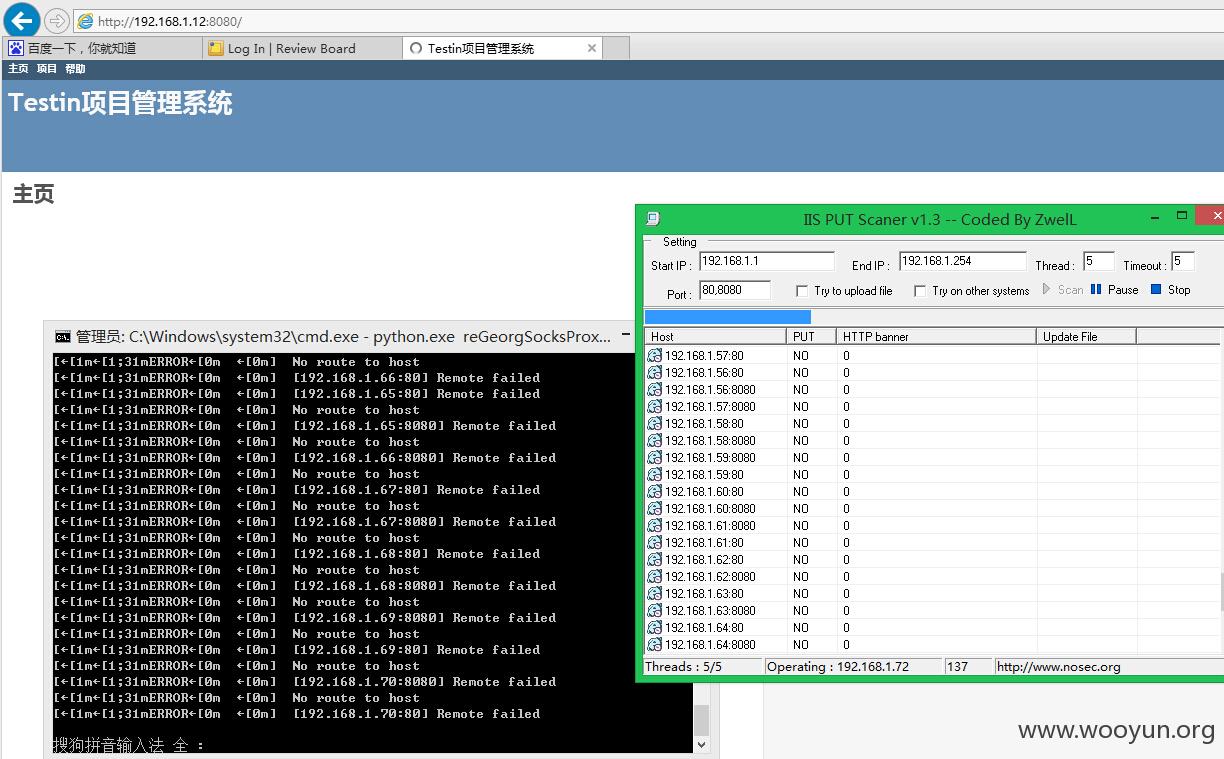 http://192.168.1.12:8080/
百度一下，你就知道
Log In | Review Board
Testin项目管理系统
主页 项目 帮助
Testin项目管理系统
主页
IIS PUT Scaner v1.3 -- Coded By ZwelL
Setting
Start IP : 192.168.1.1 End IP : 192.168.1.254 Thread : 5 Timeout : 5
Port : 80,8080 Try to upload file Try on other systems Scan Pause Stop
Host PUT HTTP banner Update File
192.168.1.57:80 NO 0
192.168.1.56:80 NO 0
192.168.1.56:8080 NO 0
192.168.1.57:8080 NO 0
192.168.1.58:80 NO 0
192.168.1.58:8080 NO 0
192.168.1.59:8080 NO 0
192.168.1.59:80 NO 0
192.168.1.60:80 NO 0
192.168.1.60:8080 NO 0
192.168.1.61:8080 NO 0
192.168.1.61:80 NO 0
192.168.1.62:80 NO 0
192.168.1.62:8080 NO 0
192.168.1.63:80 NO 0
192.168.1.63:8080 NO 0
192.168.1.64:80 NO 0
192.168.1.64:8080 NO 0
Threads : 5/5 Operating : 192.168.1.72 137 http://www.nosec.org
管理员: C:\Windows\system32\cmd.exe - python.exe reGeorgSocksProx...
[←[1m←[1;31mERROR←[0m ←[0m] No route to host
[←[1m←[1;31mERROR←[0m ←[0m] [192.168.1.66:80] Remote failed
[←[1m←[1;31mERROR←[0m ←[0m] [192.168.1.65:80] Remote failed
[←[1m←[1;31mERROR←[0m ←[0m] No route to host
[←[1m←[1;31mERROR←[0m ←[0m] [192.168.1.65:8080] Remote failed
[←[1m←[1;31mERROR←[0m ←[0m] No route to host
[←[1m←[1;31mERROR←[0m ←[0m] [192.168.1.66:8080] Remote failed
[←[1m←[1;31mERROR←[0m ←[0m] No route to host
[←[1m←[1;31mERROR←[0m ←[0m] [192.168.1.67:80] Remote failed
[←[1m←[1;31mERROR←[0m ←[0m] No route to host
[←[1m←[1;31mERROR←[0m ←[0m] [192.168.1.67:8080] Remote failed
[←[1m←[1;31mERROR←[0m ←[0m] No route to host
[←[1m←[1;31mERROR←[0m ←[0m] [192.168.1.68:80] Remote failed
[←[1m←[1;31mERROR←[0m ←[0m] No route to host
[←[1m←[1;31mERROR←[0m ←[0m] [192.168.1.68:8080] Remote failed
[←[1m←[1;31mERROR←[0m ←[0m] No route to host
[←[1m←[1;31mERROR←[0m ←[0m] [192.168.1.69:8080] Remote failed
[←[1m←[1;31mERROR←[0m ←[0m] No route to host
[←[1m←[1;31mERROR←[0m ←[0m] [192.168.1.69:80] Remote failed
[←[1m←[1;31mERROR←[0m ←[0m] No route to host
[←[1m←[1;31mERROR←[0m ←[0m] [192.168.1.70:8080] Remote failed
[←[1m←[1;31mERROR←[0m ←[0m] No route to host
[←[1m←[1;31mERROR←[0m ←[0m] [192.168.1.70:80] Remote failed
搜狗拼音输入法 全 :
www.wooyun.org